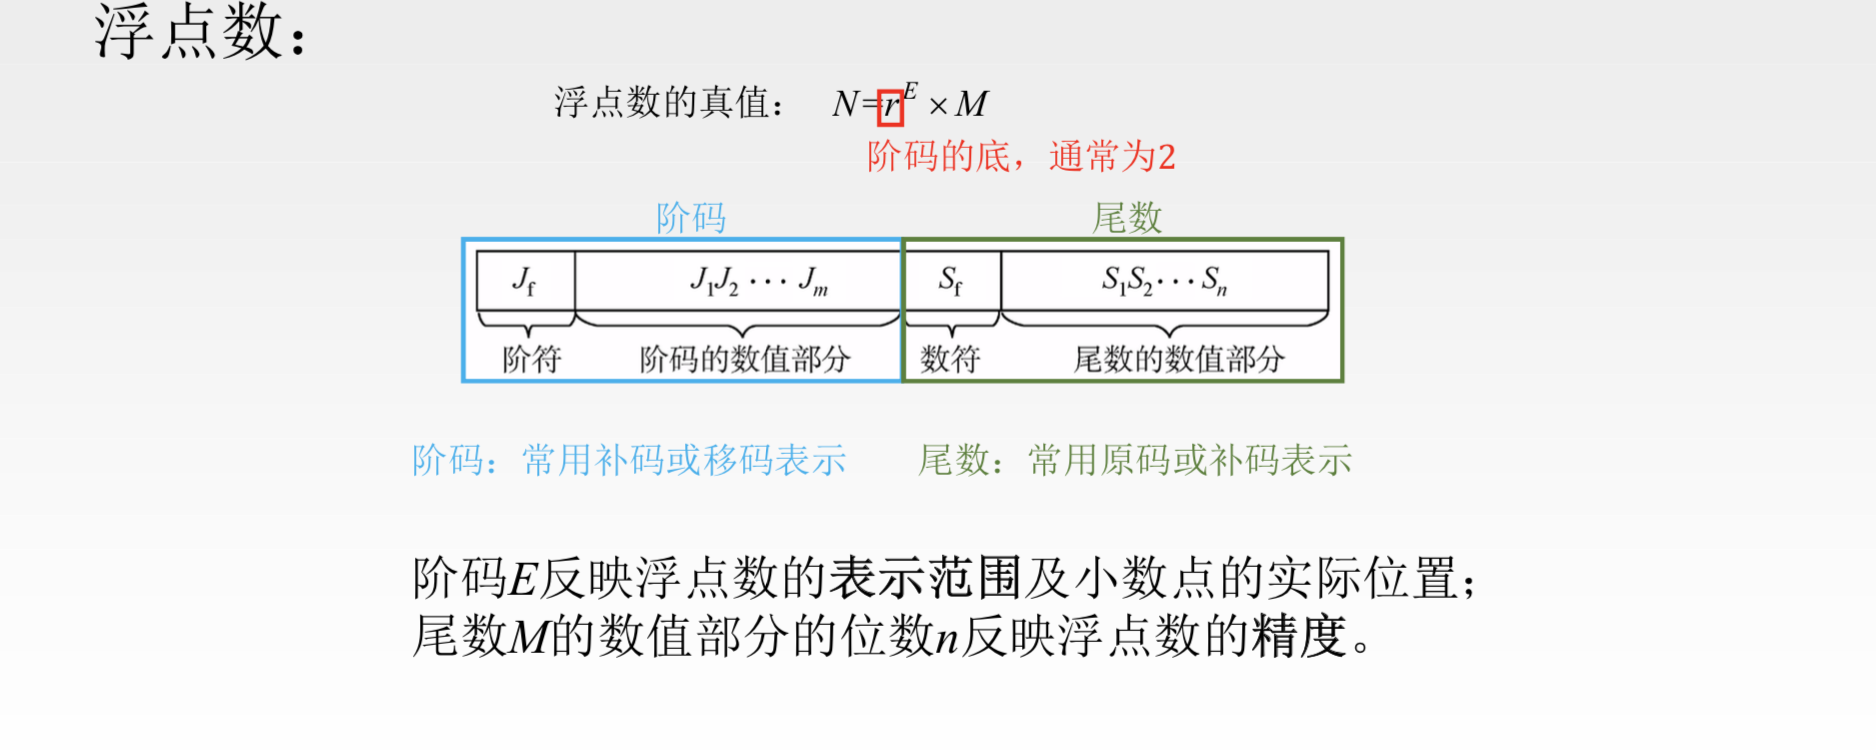 浮点数：
浮点数的真值： N=r^E × M
阶码的底，通常为2
阶码 尾数
J_f J_1J_2 ··· J_m S_f S_1S_2 ··· S_n
阶符 阶码的数值部分 数符 尾数的数值部分
阶码：常用补码或移码表示 尾数：常用原码或补码表示
阶码E反映浮点数的表示范围及小数点的实际位置；
尾数M的数值部分的位数n反映浮点数的精度。